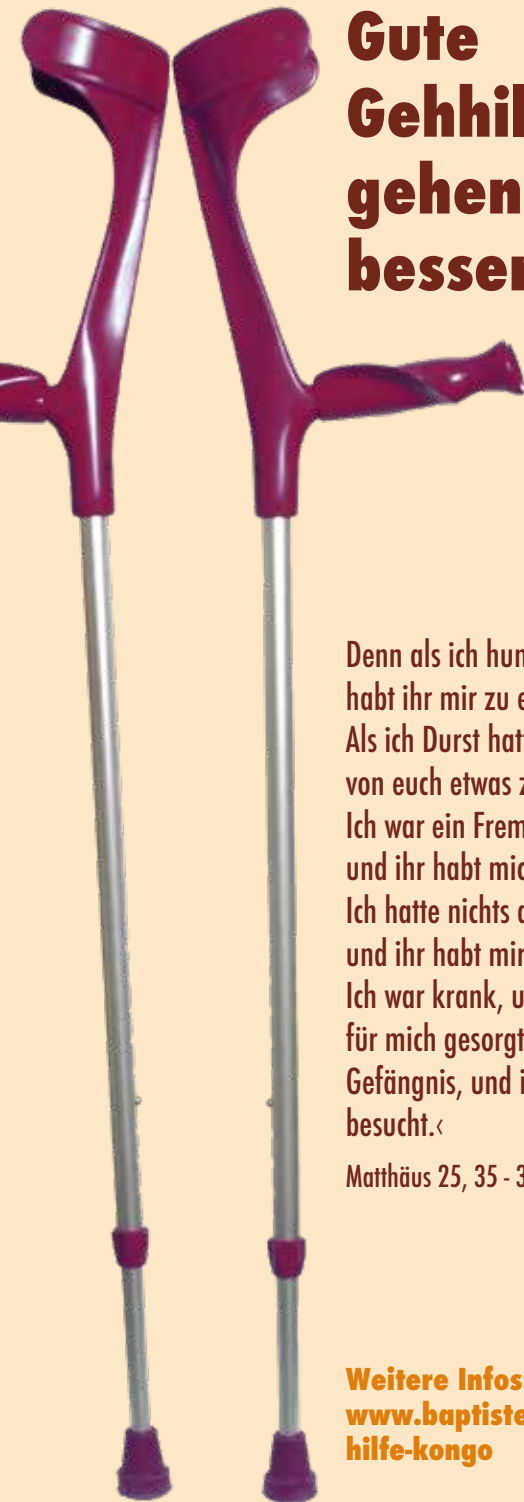 Gute
Gehhil
gehen
besser
Denn als ich hun
habt ihr mir zu e
Als ich Durst hatt
von euch etwas z
Ich war ein Frem
und ihr habt mic
Ich hatte nichts a
und ihr habt mir
Ich war krank, u
für mich gesorgt
Gefängnis, und i
besucht.‹
Matthäus 25, 35 - 3
Weitere Infos:
www.baptiste
hilfe-kongo